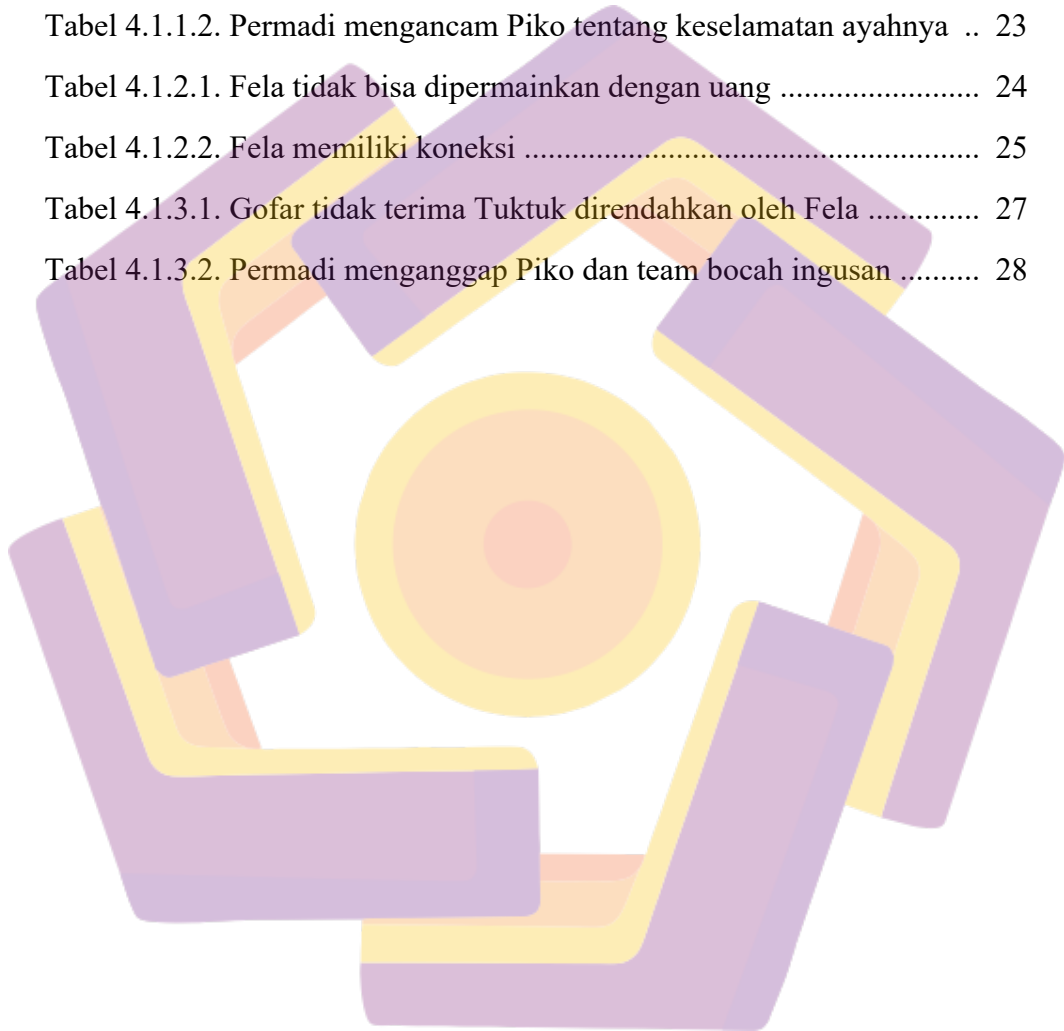 Tabel 4.1.1.2. Permadi mengancam Piko tentang keselamatan ayahnya .. 23
Tabel 4.1.2.1. Fela tidak bisa dipermainkan dengan uang ......................... 24
Tabel 4.1.2.2. Fela memiliki koneksi ......................................................... 25
Tabel 4.1.3.1. Gofar tidak terima Tuktuk direndahkan oleh Fela .............. 27
Tabel 4.1.3.2. Permadi menganggap Piko dan team bocah ingusan .......... 28